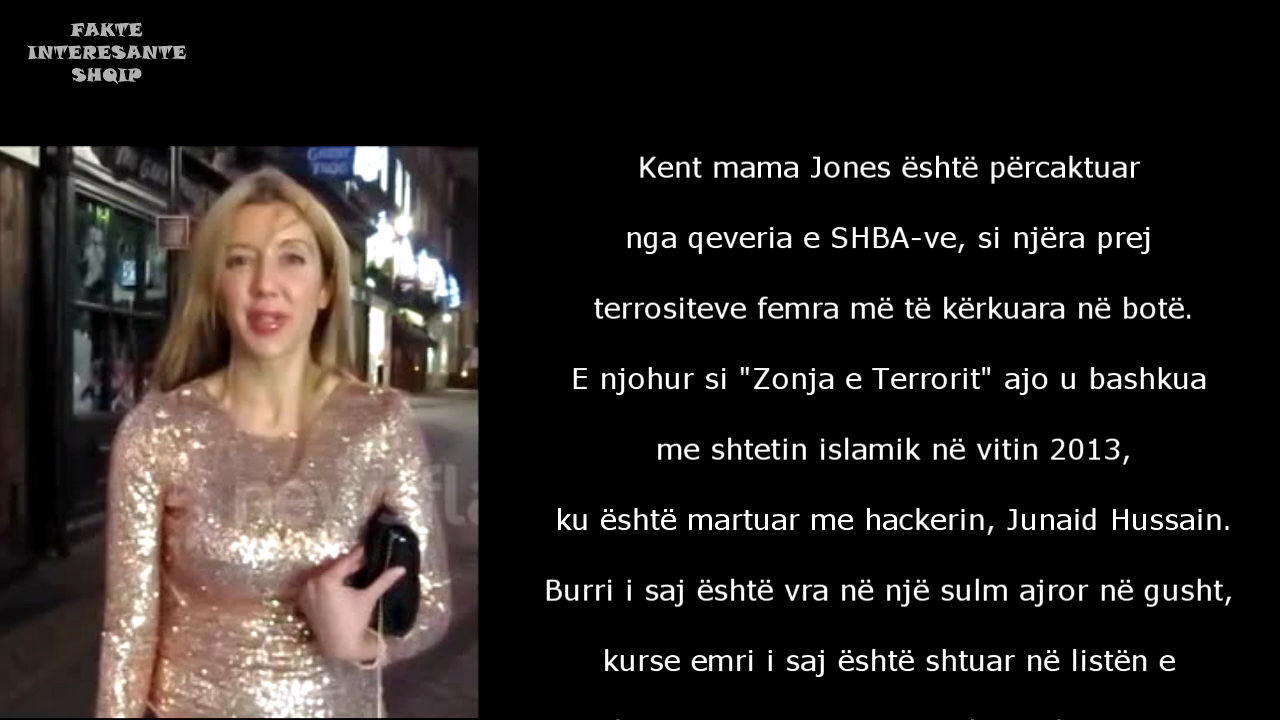 FAKTE
INTERESANTE
SHQIP
Kent mama Jones është përcaktuar
nga qeveria e SHBA-ve, si njëra prej
terrositeve femra më të kërkuara në botë.
E njohur si "Zonja e Terrorit" ajo u bashkua
me shtetin islamik në vitin 2013,
ku është martuar me hackerin, Junaid Hussain.
Burri i saj është vra në një sulm ajror në gusht,
kurse emri i saj është shtuar në listën e